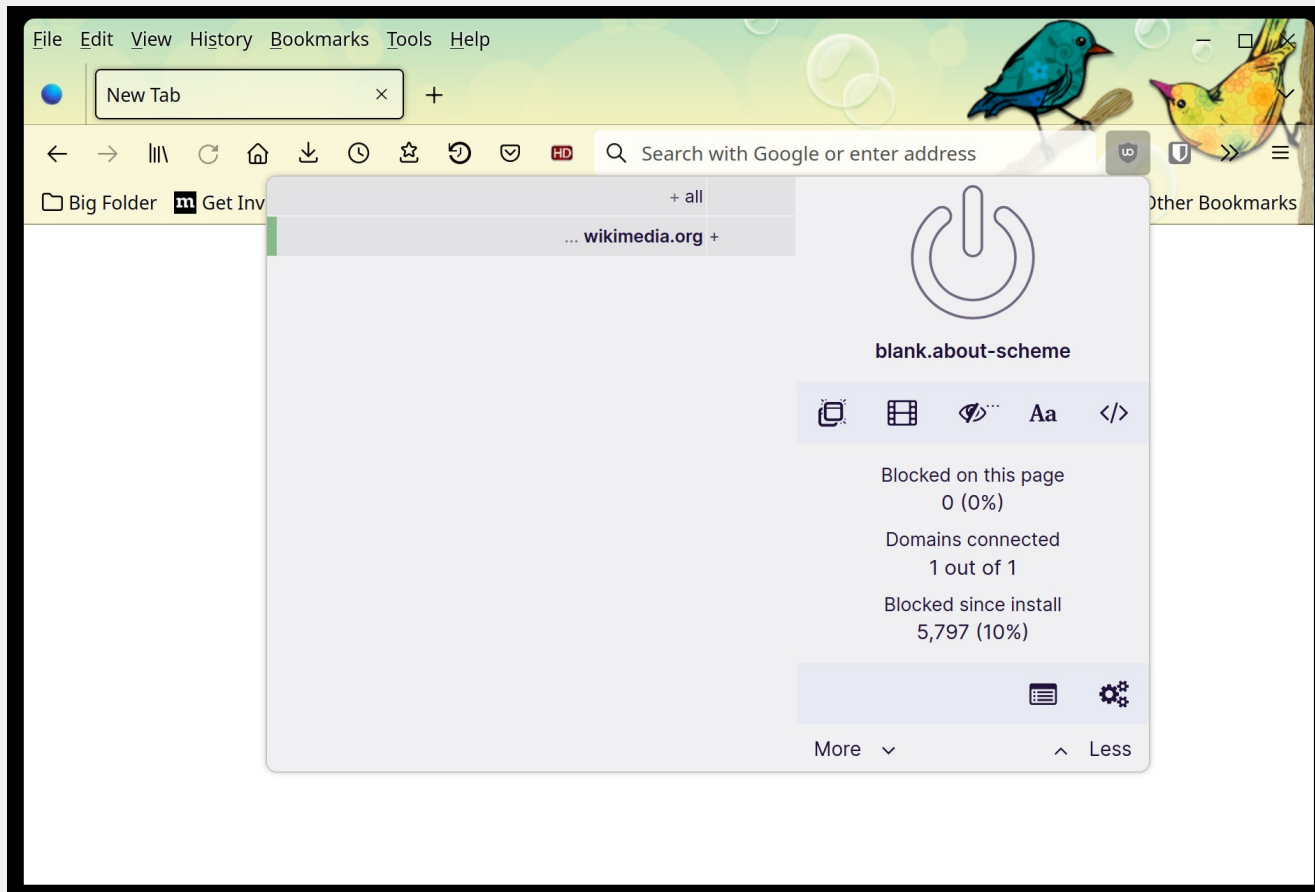 File Edit View History Bookmarks Tools Help
New Tab
HD Search with Google or enter address
Big Folder m Get Inv
Other Bookmarks
+ all
... wikimedia.org +
blank.about-scheme
Aa </>
Blocked on this page
0 (0%)
Domains connected
1 out of 1
Blocked since install
5,797 (10%)
More Less